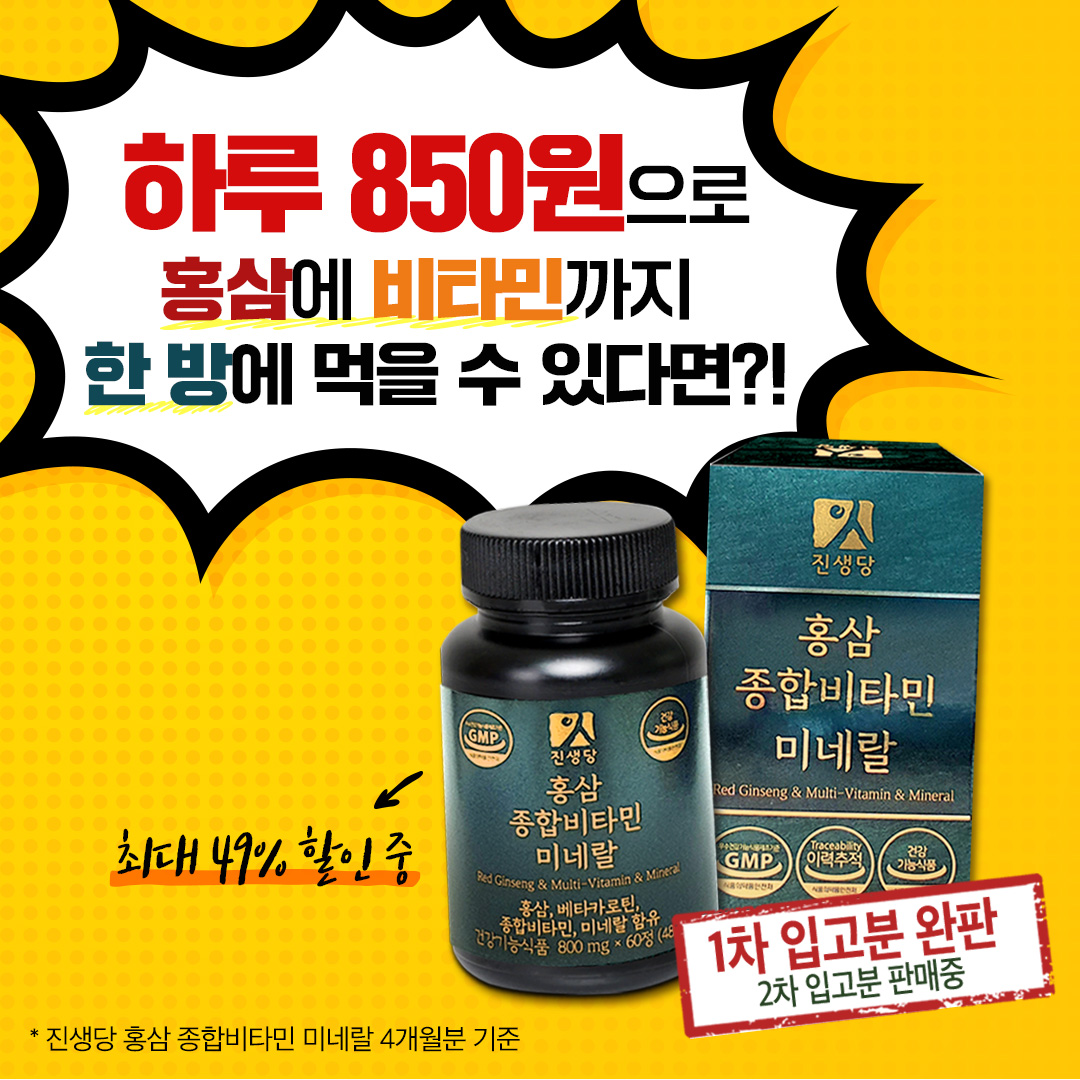 하루 850원으로
홍삼에 비타민까지
한 방에 먹을 수 있다면?!
진생당
홍삼
종합비타민
미네랄
Red Ginseng & Multi-Vitamin & Mineral
GMP
Traceability
이력추적
건강
기능식품
GMP
진생당
건강
기능식품
홍삼
종합비타민
미네랄
Red Ginseng & Multi-Vitamin & Mineral
홍삼, 베타카로틴,
종합비타민, 미네랄 함유
건강기능식품 800 mg × 60정 (48
최대 49% 할인 중
1차 입고분 완판
2차 입고분 판매중
* 진생당 홍삼 종합비타민 미네랄 4개월분 기준